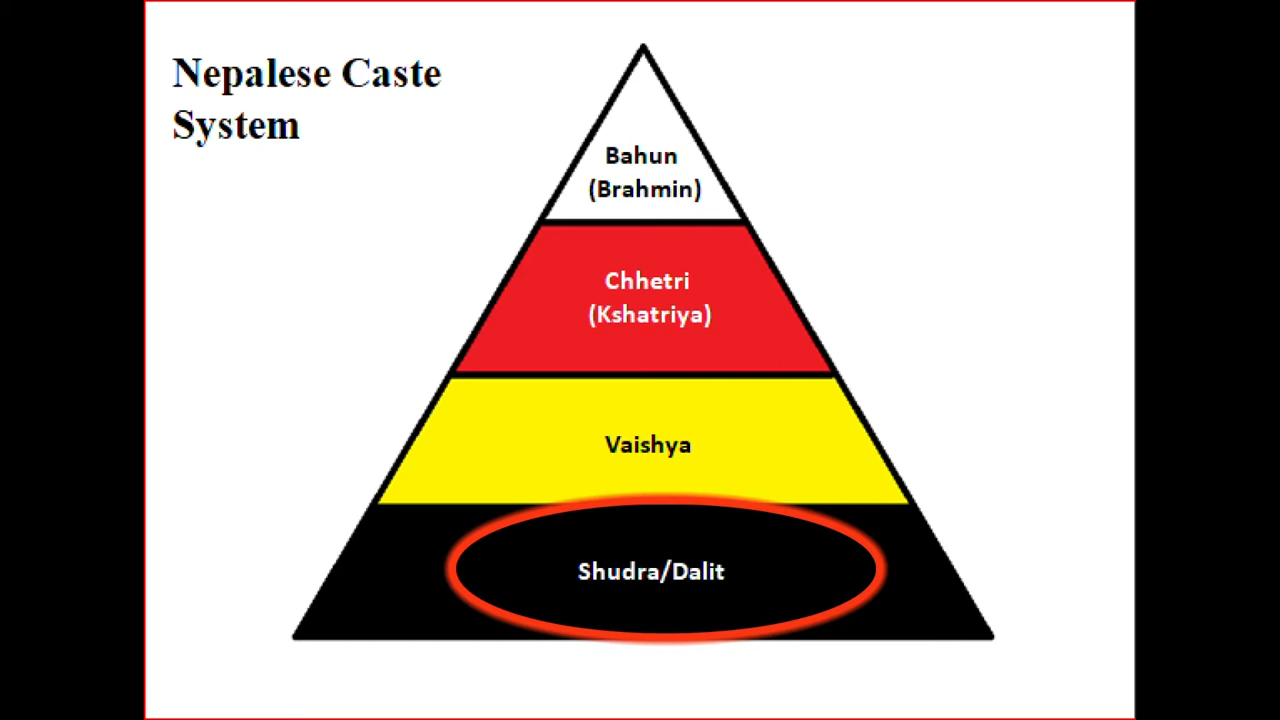 Nepalese Caste
System
Bahun
(Brahmin)
Chhetri
(Kshatriya)
Vaishya
Shudra/Dalit